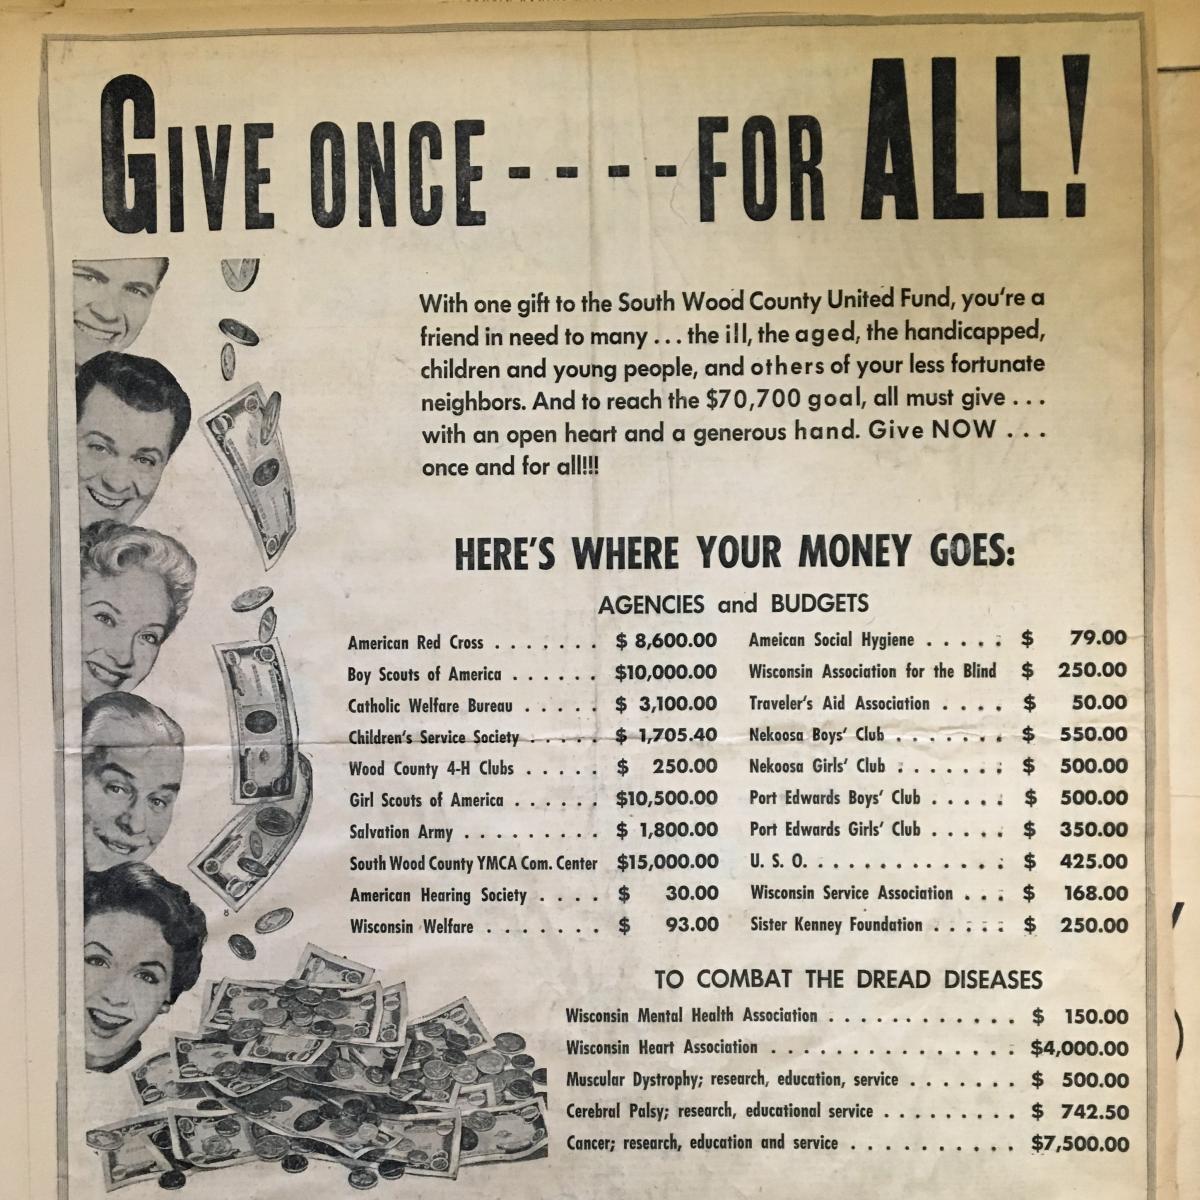 GIVE ONCE ---- FOR ALL!
With one gift to the South Wood County United Fund, you're a
friend in need to many ... the ill, the aged, the handicapped,
children and young people, and others of your less fortunate
neighbors. And to reach the $70,700 goal, all must give ...
with an open heart and a generous hand. Give NOW ...
once and for all!!!
HERE'S WHERE YOUR MONEY GOES:
AGENCIES and BUDGETS
American Red Cross . . . . . . . $ 8,600.00
Boy Scouts of America . . . . . . $10,000.00
Catholic Welfare Bureau . . . . . $ 3,100.00
Children's Service Society . . . . . $ 1,705.40
Wood County 4-H Clubs . . . . . $ 250.00
Girl Scouts of America . . . . . . $10,500.00
Salvation Army . . . . . . . . . $ 1,800.00
South Wood County YMCA Com. Center $15,000.00
American Hearing Society . . . . $ 30.00
Wisconsin Welfare . . . . . . . $ 93.00
Ameican Social Hygiene . . . . . $ 79.00
Wisconsin Association for the Blind $ 250.00
Traveler's Aid Association . . . . $ 50.00
Nekoosa Boys' Club . . . . . . . $ 550.00
Nekoosa Girls' Club . . . . . . . $ 500.00
Port Edwards Boys' Club . . . . . $ 500.00
Port Edwards Girls' Club . . . . . $ 350.00
U. S. O. . . . . . . . . . . . . $ 425.00
Wisconsin Service Association . . . $ 168.00
Sister Kenney Foundation . . . . . $ 250.00
TO COMBAT THE DREAD DISEASES
Wisconsin Mental Health Association . . . . . . . . . . . . $ 150.00
Wisconsin Heart Association . . . . . . . . . . . . . . . $4,000.00
Muscular Dystrophy; research, education, service . . . . . . . $ 500.00
Cerebral Palsy; research, educational service . . . . . . . . . $ 742.50
Cancer; research, education and service . . . . . . . . . . $7,500.00